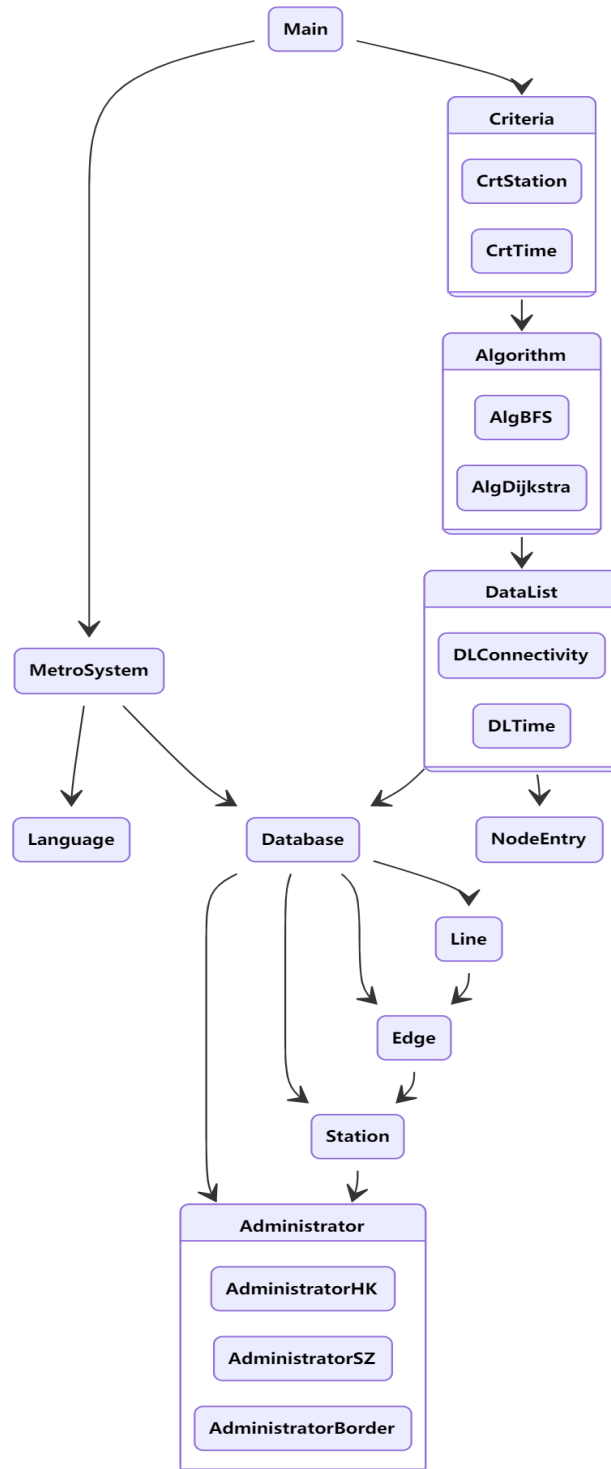 Main
Criteria
CrtStation
CrtTime
Algorithm
AlgBFS
AlgDijkstra
DataList
DLConnectivity
MetroSystem
DLTime
Language
Database
NodeEntry
Line
Edge
Station
Administrator
AdministratorHK
AdministratorSZ
AdministratorBorder